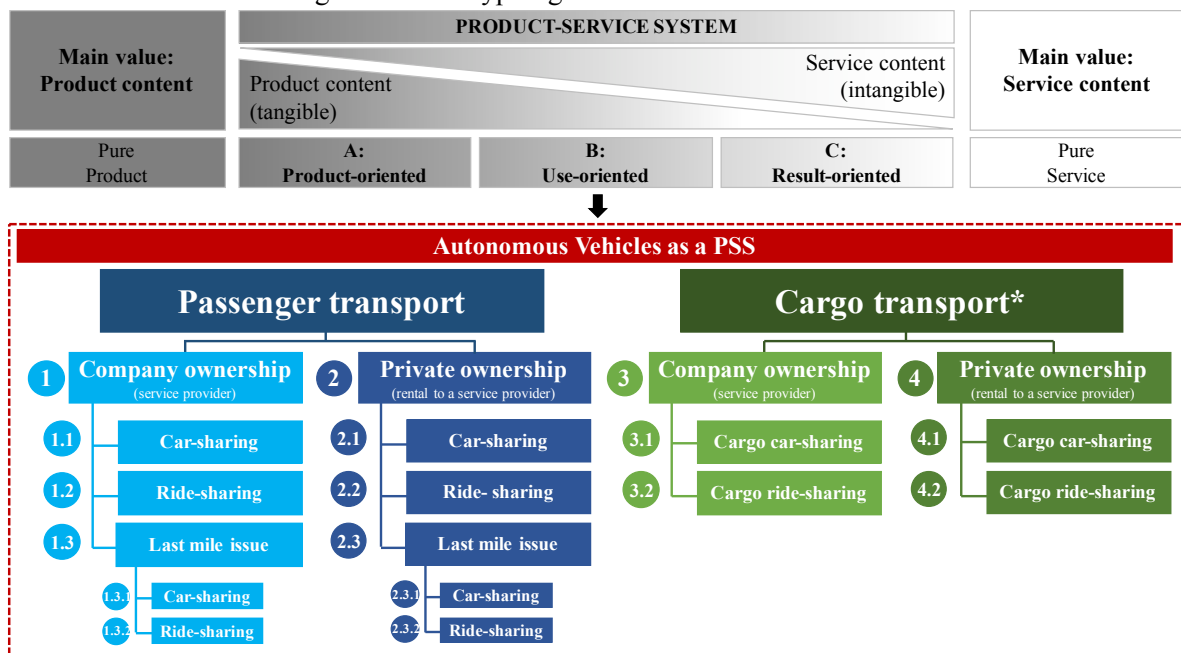 PRODUCT-SERVICE SYSTEM
Main value:
Product content
Product content
(tangible)
Service content
(intangible)
Main value:
Service content
Pure
Product
A:
Product-oriented
B:
Use-oriented
C:
Result-oriented
Pure
Service
Autonomous Vehicles as a PSS
Passenger transport
Cargo transport*
1 Company ownership
(service provider)
1.1 Car-sharing
1.2 Ride-sharing
1.3 Last mile issue
1.3.1 Car-sharing
1.3.2 Ride-sharing
2 Private ownership
(rental to a service provider)
2.1 Car-sharing
2.2 Ride- sharing
2.3 Last mile issue
2.3.1 Car-sharing
2.3.2 Ride-sharing
3 Company ownership
(service provider)
3.1 Cargo car-sharing
3.2 Cargo ride-sharing
4 Private ownership
(rental to a service provider)
4.1 Cargo car-sharing
4.2 Cargo ride-sharing